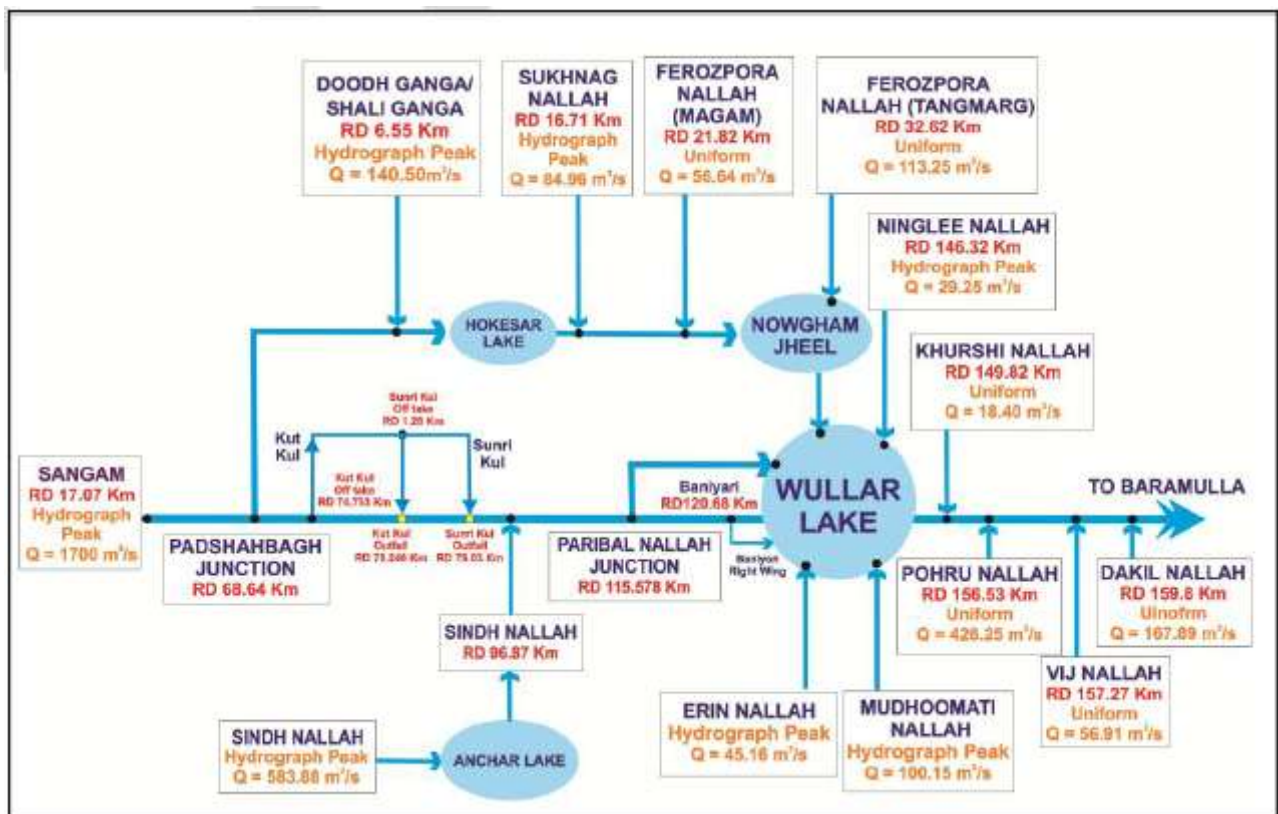 DOODH GANGA/
SHALI GANGA
RD 6.55 Km
Hydrograph Peak
Q = 140.50m³/s
SUKHNAG
NALLAH
RD 16.71 Km
Hydrograph
Peak
Q = 84.96 m³/s
FEROZPORA
NALLAH
(MAGAM)
RD 21.82 Km
Uniform
Q = 56.64 m³/s
FEROZPORA
NALLAH (TANGMARG)
RD 32.62 Km
Uniform
Q = 113.25 m³/s
NINGLEE NALLAH
RD 146.32 Km
Hydrograph Peak
Q = 29.25 m³/s
HOKESAR
LAKE
NOWGHAM
JHEEL
KHURSHI NALLAH
RD 149.82 Km
Uniform
Q = 18.40 m³/s
Sunri Kul
Off take
RD 1.28 Km
Kut
Kul
Sunri
Kul
SANGAM
RD 17.07 Km
Hydrograph
Peak
Q = 1700 m³/s
Kut Kul
Off take
Baniyari
RD120.68 Km
WULLAR
LAKE
TO BARAMULLA
PADSHAHBAGH
JUNCTION
RD 68.64 Km
Kut Kul
Outfall
Sunri Kul
Outfall
RD 79.03 Km
PARIBAL NALLAH
JUNCTION
RD 115.578 Km
Right Wing
POHRU NALLAH
RD 156.53 Km
Uniform
Q = 426.25 m³/s
DAKIL NALLAH
RD 159.8 Km
Uinofrm
Q = 167.89 m³/s
SINDH NALLAH
RD 96.87 Km
VIJ NALLAH
RD 157.27 Km
Uniform
Q = 56.91 m³/s
ERIN NALLAH
Hydrograph Peak
Q = 45.16 m³/s
MUDHOOMATI
NALLAH
Hydrograph Peak
Q = 100.15 m³/s
SINDH NALLAH
Hydrograph Peak
Q = 583.88 m³/s
ANCHAR LAKE